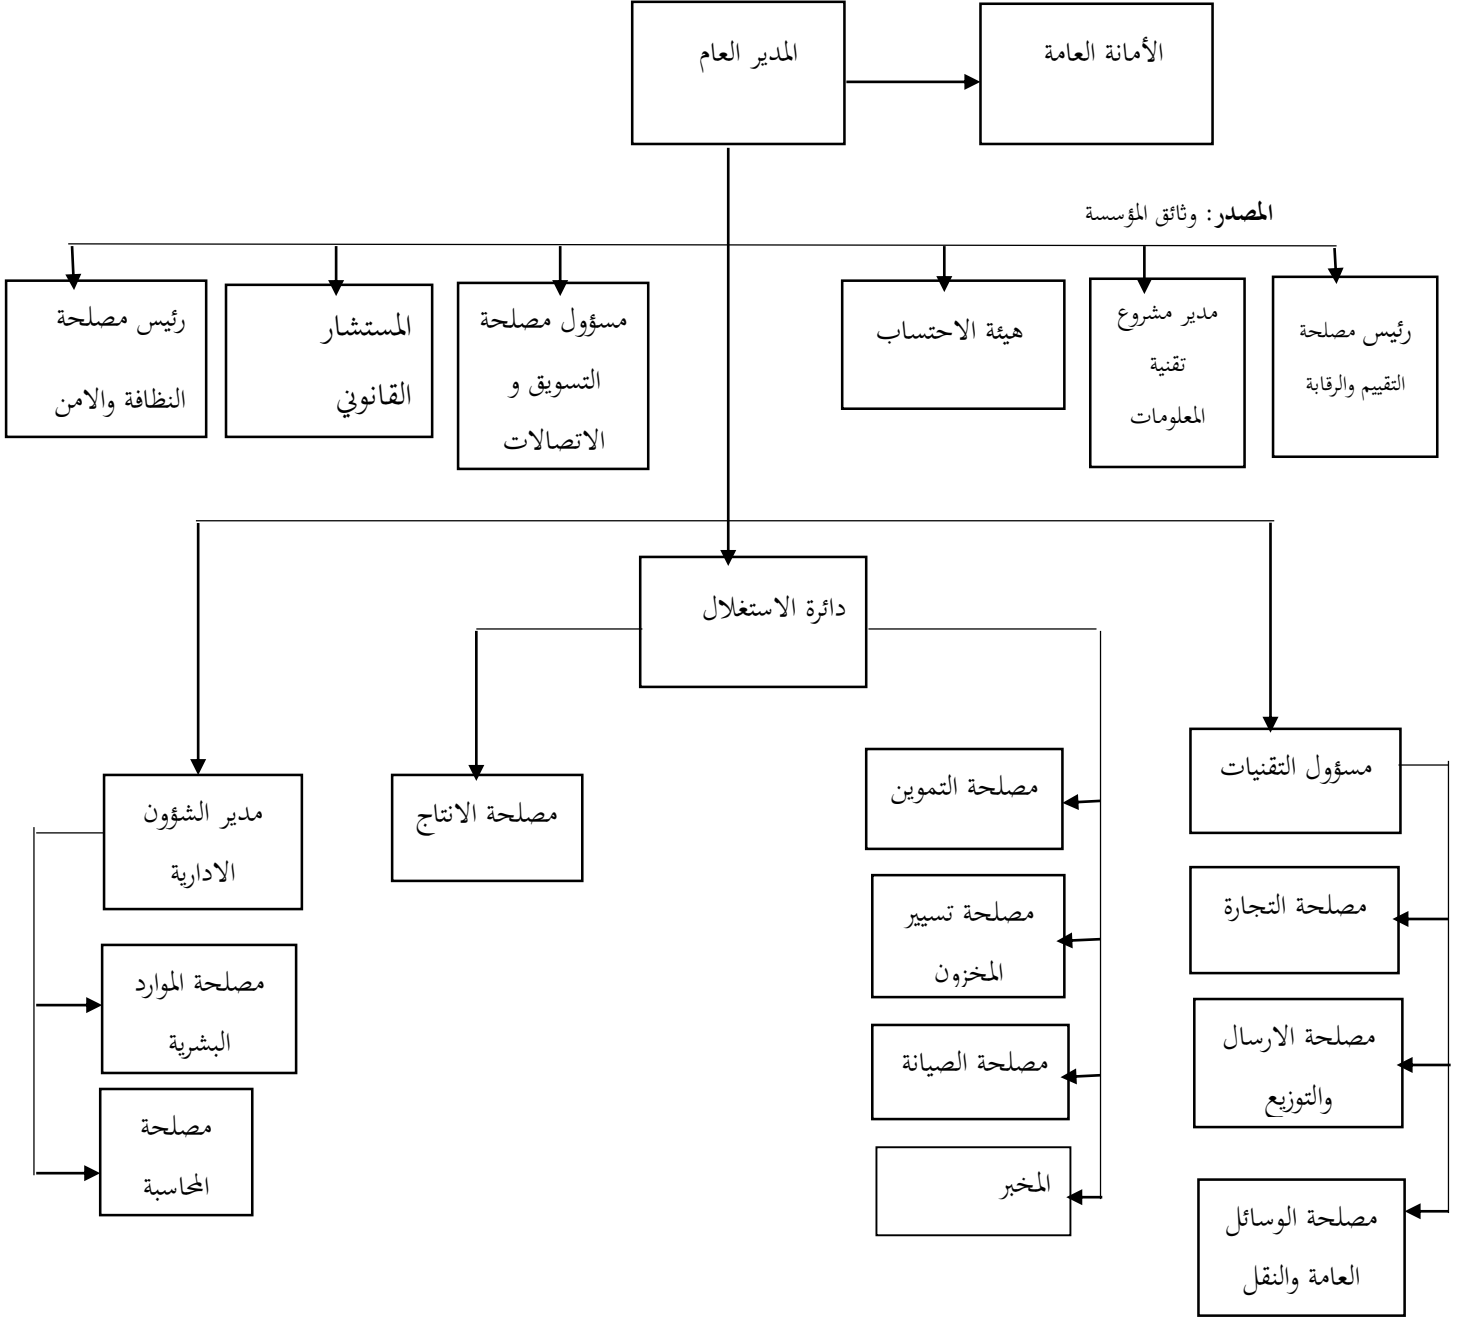 المدير العام
الأمانة العامة
المصدر: وثائق المؤسسة
رئيس مصلحة
التقييم والرقابة
مدير مشروع
تقنية
المعلومات
هيئة الاحتساب
مسؤول مصلحة
التسويق و
الاتصالات
المستشار
القانوني
رئيس مصلحة
النظافة والامن
دائرة الاستغلال
مسؤول التقنيات
مصلحة التجارة
مصلحة الارسال
والتوزيع
مصلحة الوسائل
العامة والنقل
مصلحة التموين
مصلحة تسيير
المخزون
مصلحة الصيانة
المخبر
مصلحة الانتاج
مدير الشؤون
الادارية
مصلحة الموارد
البشرية
مصلحة
المحاسبة